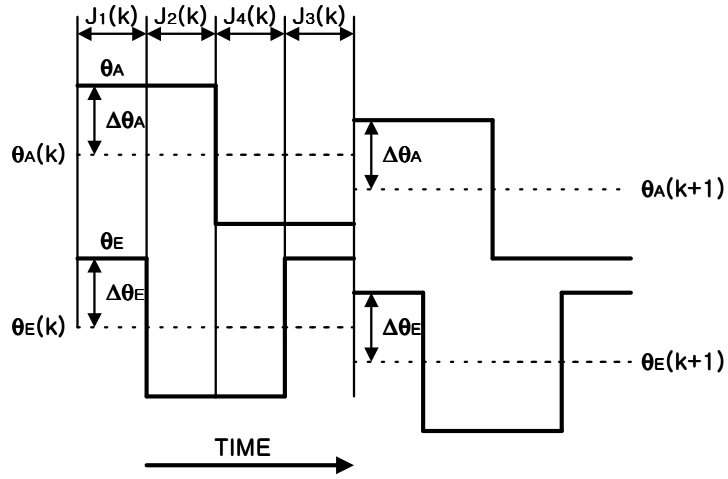 J1(k) J2(k) J4(k) J3(k)
θA
ΔθA
θA(k)
ΔθA
θA(k+1)
θE
ΔθE
θE(k)
ΔθE
θE(k+1)
TIME